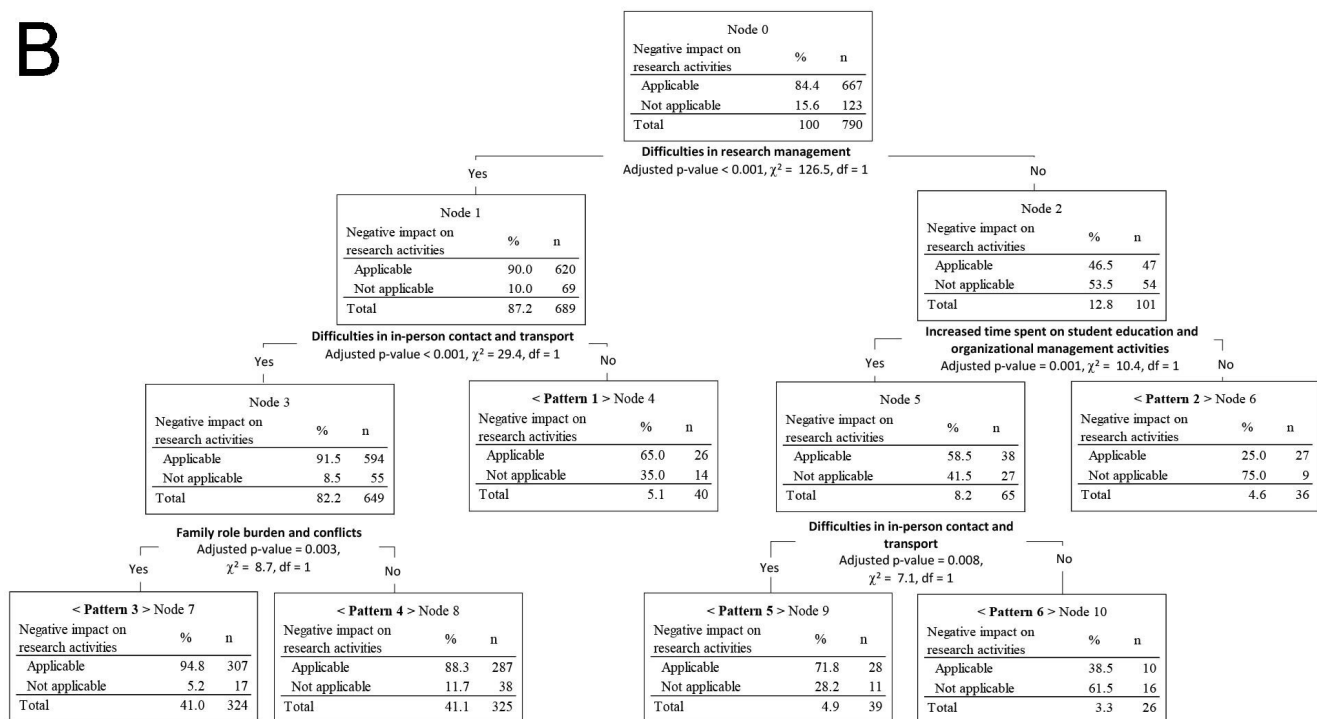 B
Node 0
Negative impact on research activities % n
Applicable 84.4 667
Not applicable 15.6 123
Total 100 790
Difficulties in research management
Adjusted p-value < 0.001, χ² = 126.5, df = 1
Yes
No
Node 1
Negative impact on research activities % n
Applicable 90.0 620
Not applicable 10.0 69
Total 87.2 689
Node 2
Negative impact on research activities % n
Applicable 46.5 47
Not applicable 53.5 54
Total 12.8 101
Difficulties in in-person contact and transport
Adjusted p-value < 0.001, χ² = 29.4, df = 1
Yes
No
Increased time spent on student education and
organizational management activities
Adjusted p-value = 0.001, χ² = 10.4, df = 1
Yes
No
Node 3
Negative impact on research activities % n
Applicable 91.5 594
Not applicable 8.5 55
Total 82.2 649
< Pattern 1 > Node 4
Negative impact on research activities % n
Applicable 65.0 26
Not applicable 35.0 14
Total 5.1 40
Node 5
Negative impact on research activities % n
Applicable 58.5 38
Not applicable 41.5 27
Total 8.2 65
< Pattern 2 > Node 6
Negative impact on research activities % n
Applicable 25.0 27
Not applicable 75.0 9
Total 4.6 36
Family role burden and conflicts
Adjusted p-value = 0.003,
χ² = 8.7, df = 1
Yes
No
Difficulties in in-person contact and
transport
Adjusted p-value = 0.008,
χ² = 7.1, df = 1
Yes
No
< Pattern 3 > Node 7
Negative impact on research activities % n
Applicable 94.8 307
Not applicable 5.2 17
Total 41.0 324
< Pattern 4 > Node 8
Negative impact on research activities % n
Applicable 88.3 287
Not applicable 11.7 38
Total 41.1 325
< Pattern 5 > Node 9
Negative impact on research activities % n
Applicable 71.8 28
Not applicable 28.2 11
Total 4.9 39
< Pattern 6 > Node 10
Negative impact on research activities % n
Applicable 38.5 10
Not applicable 61.5 16
Total 3.3 26